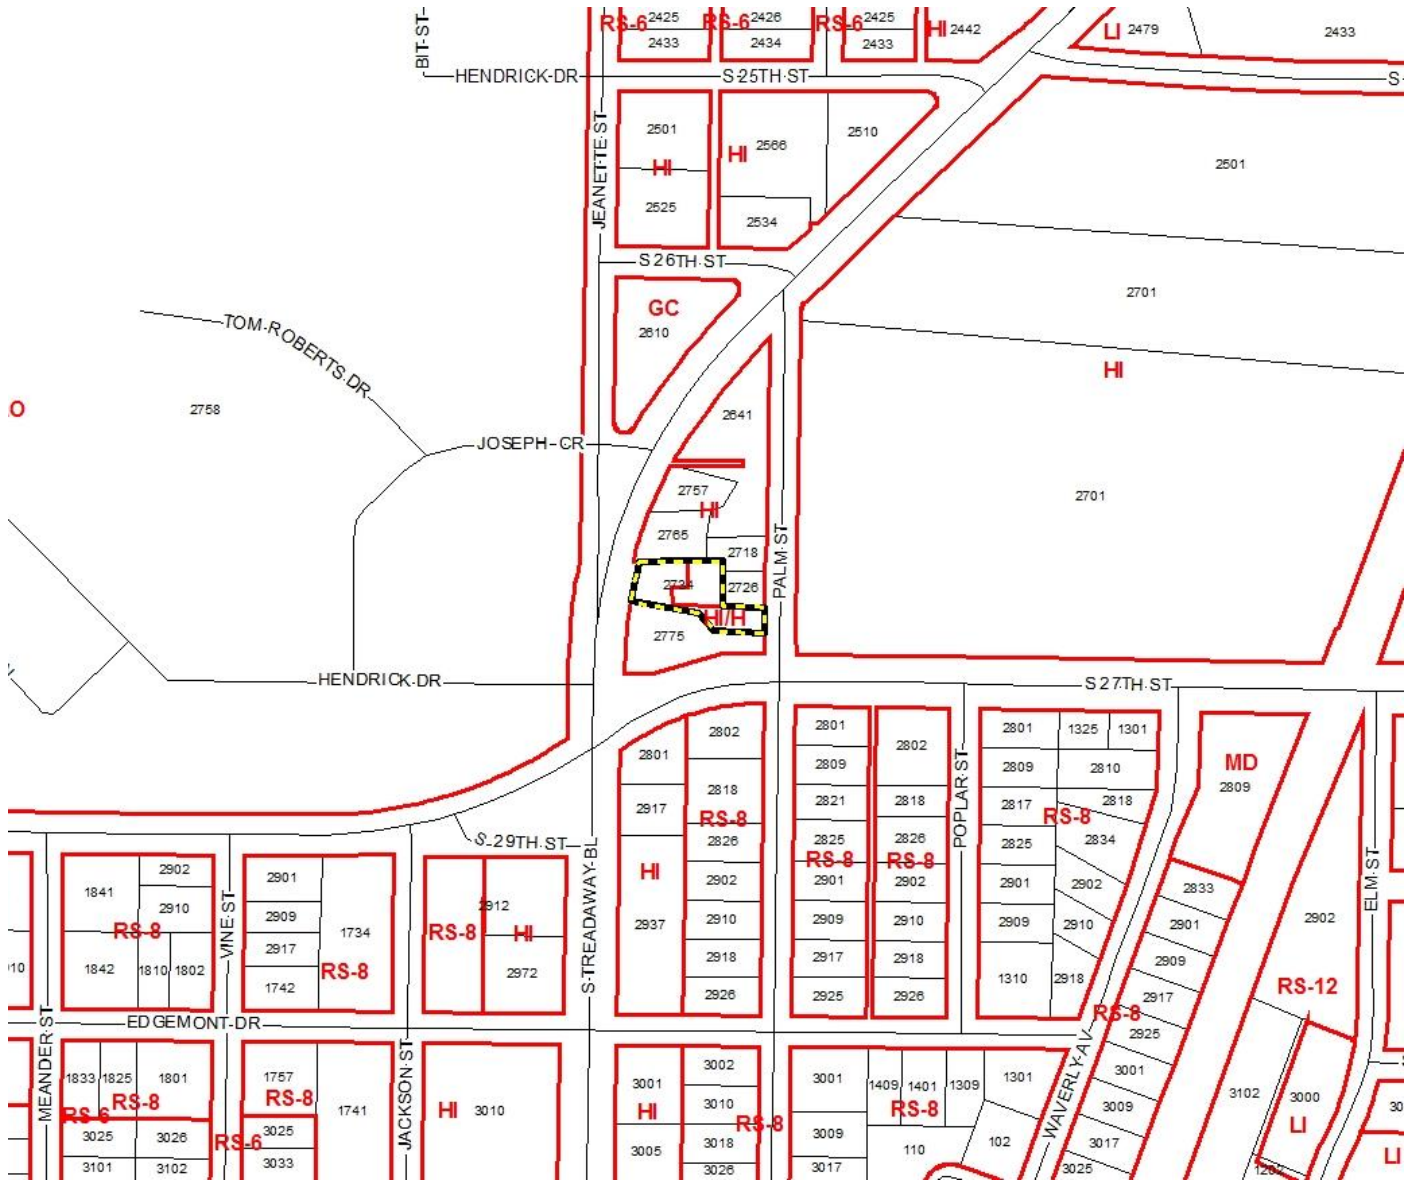 BIT ST
RS-6
2425
2433
RS-6
2426
2434
RS-6
2425
2433
HI
2442
LI
2479
2433
HENDRICK DR
S 25TH ST
S
JEANETTE ST
2501
HI
2525
HI
2566
2510
2534
2501
S 26TH ST
GC
2610
2701
TOM ROBERTS DR
HI
2758
2641
JOSEPH CR
2757
HI
2765
2701
2718
PALM ST
2734
2726
HI/H
2775
HENDRICK DR
S 27TH ST
2801
2802
2801
2802
2801
1325
1301
MD
2809
2809
POPLAR ST
2809
2810
2818
2917
2821
2818
2817
2818
RS-8
RS-8
2826
2825
2826
2825
2834
S 29TH ST
S TREADAWAY BL
HI
RS-8
RS-8
2902
2901
2902
2901
2902
2833
ELM ST
2902
1841
2910
2901
2909
2912
2937
2910
2909
2910
2909
2910
2901
2902
RS-8
VINE ST
2917
1734
RS-8
HI
2918
2917
2918
2918
2909
1842
1810
1802
1742
RS-8
2972
2926
2925
2926
1310
2917
RS-12
RS-8
2925
MEANDER ST
EDGEMONT DR
JACKSON ST
WAVERLY AV
1833
1825
1801
RS-8
RS-6
1757
RS-8
1741
HI
3010
3001
HI
3005
3002
3010
RS-8
3018
3026
3001
3009
3017
1409
1401
1309
1301
RS-8
110
102
3001
3009
3017
3025
3102
3000
LI
1202
LI
3025
3026
3101
3102
RS-6
3025
3033